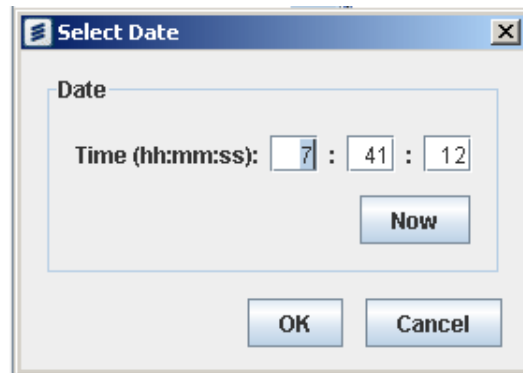 Select Date
Date
Time (hh:mm:ss): 7 : 41 : 12
Now
OK Cancel